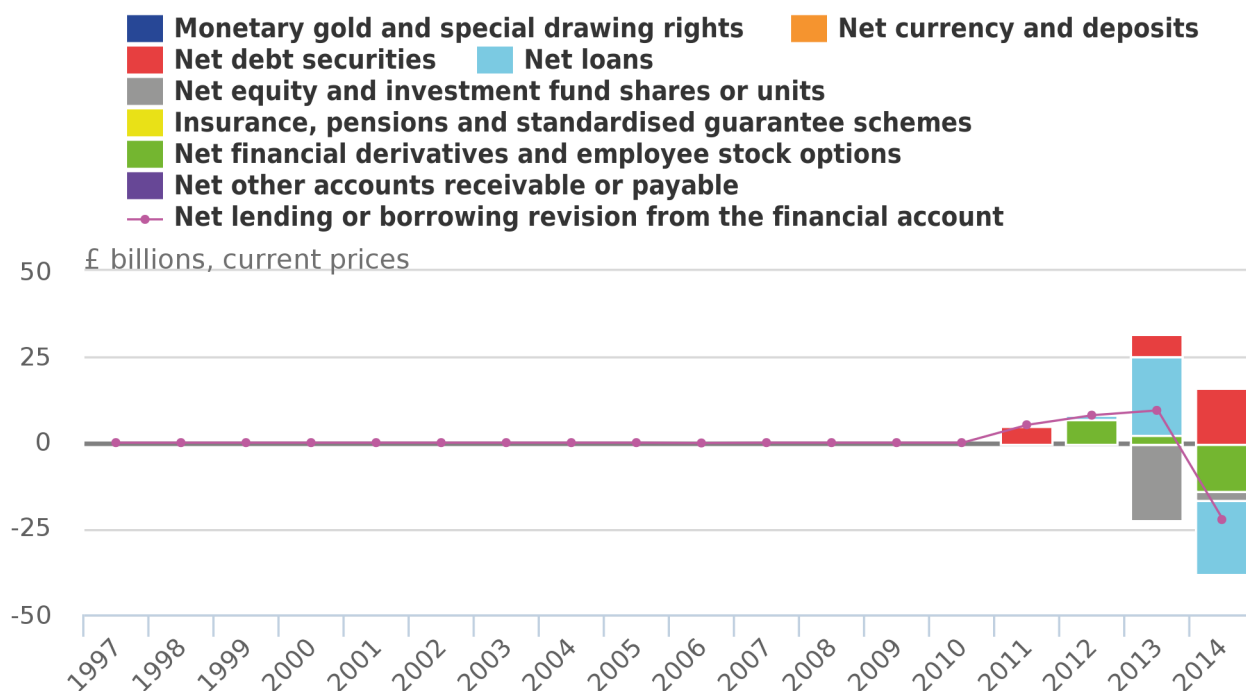 Monetary gold and special drawing rights Net currency and deposits
Net debt securities Net loans
Net equity and investment fund shares or units
Insurance, pensions and standardised guarantee schemes
Net financial derivatives and employee stock options
Net other accounts receivable or payable
Net lending or borrowing revision from the financial account
£ billions, current prices
50
25
0
-25
-50
1997 1998 1999 2000 2001 2002 2003 2004 2005 2006 2007 2008 2009 2010 2011 2012 2013 2014